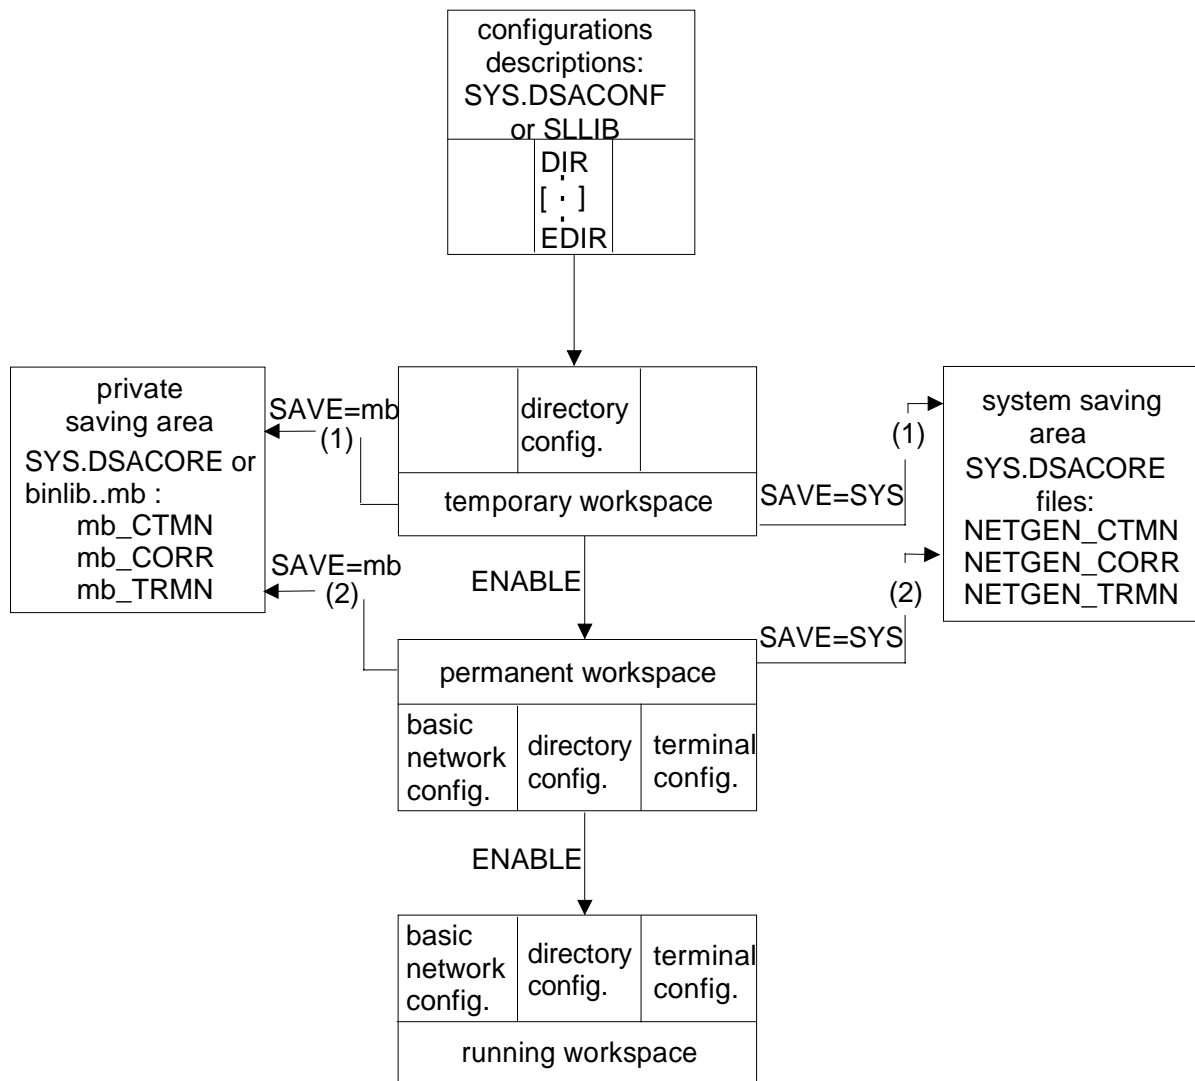 configurations
descriptions:
SYS.DSACONF
or SLLIB
DIR
[ · ]
EDIR
private
saving area
SYS.DSACORE or
binlib..mb :
mb_CTMN
mb_CORR
mb_TRMN
SAVE=mb
(1)
SAVE=mb
(2)
directory
config.
temporary workspace
(1)
SAVE=SYS
(2)
SAVE=SYS
system saving
area
SYS.DSACORE
files:
NETGEN_CTMN
NETGEN_CORR
NETGEN_TRMN
ENABLE
permanent workspace
basic
network
config.
directory
config.
terminal
config.
ENABLE
basic
network
config.
directory
config.
terminal
config.
running workspace